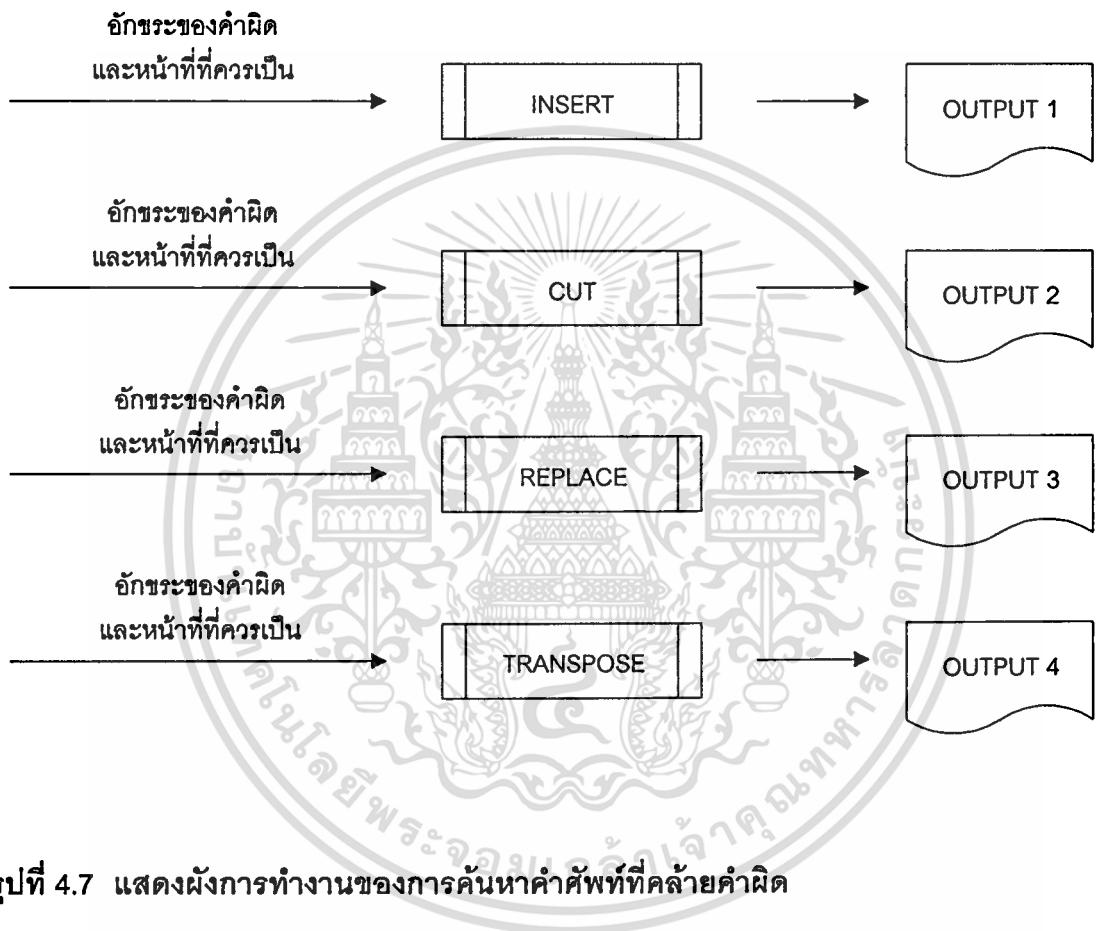 อักขระของคำผิด
และหน้าที่ที่ควรเป็น
INSERT
OUTPUT 1
อักขระของคำผิด
และหน้าที่ที่ควรเป็น
CUT
OUTPUT 2
อักขระของคำผิด
และหน้าที่ที่ควรเป็น
REPLACE
OUTPUT 3
อักขระของคำผิด
และหน้าที่ที่ควรเป็น
TRANSPOSE
OUTPUT 4
รูปที่ 4.7 แสดงผังการทำงานของการค้นหาคำศัพท์ที่คล้ายคำผิด